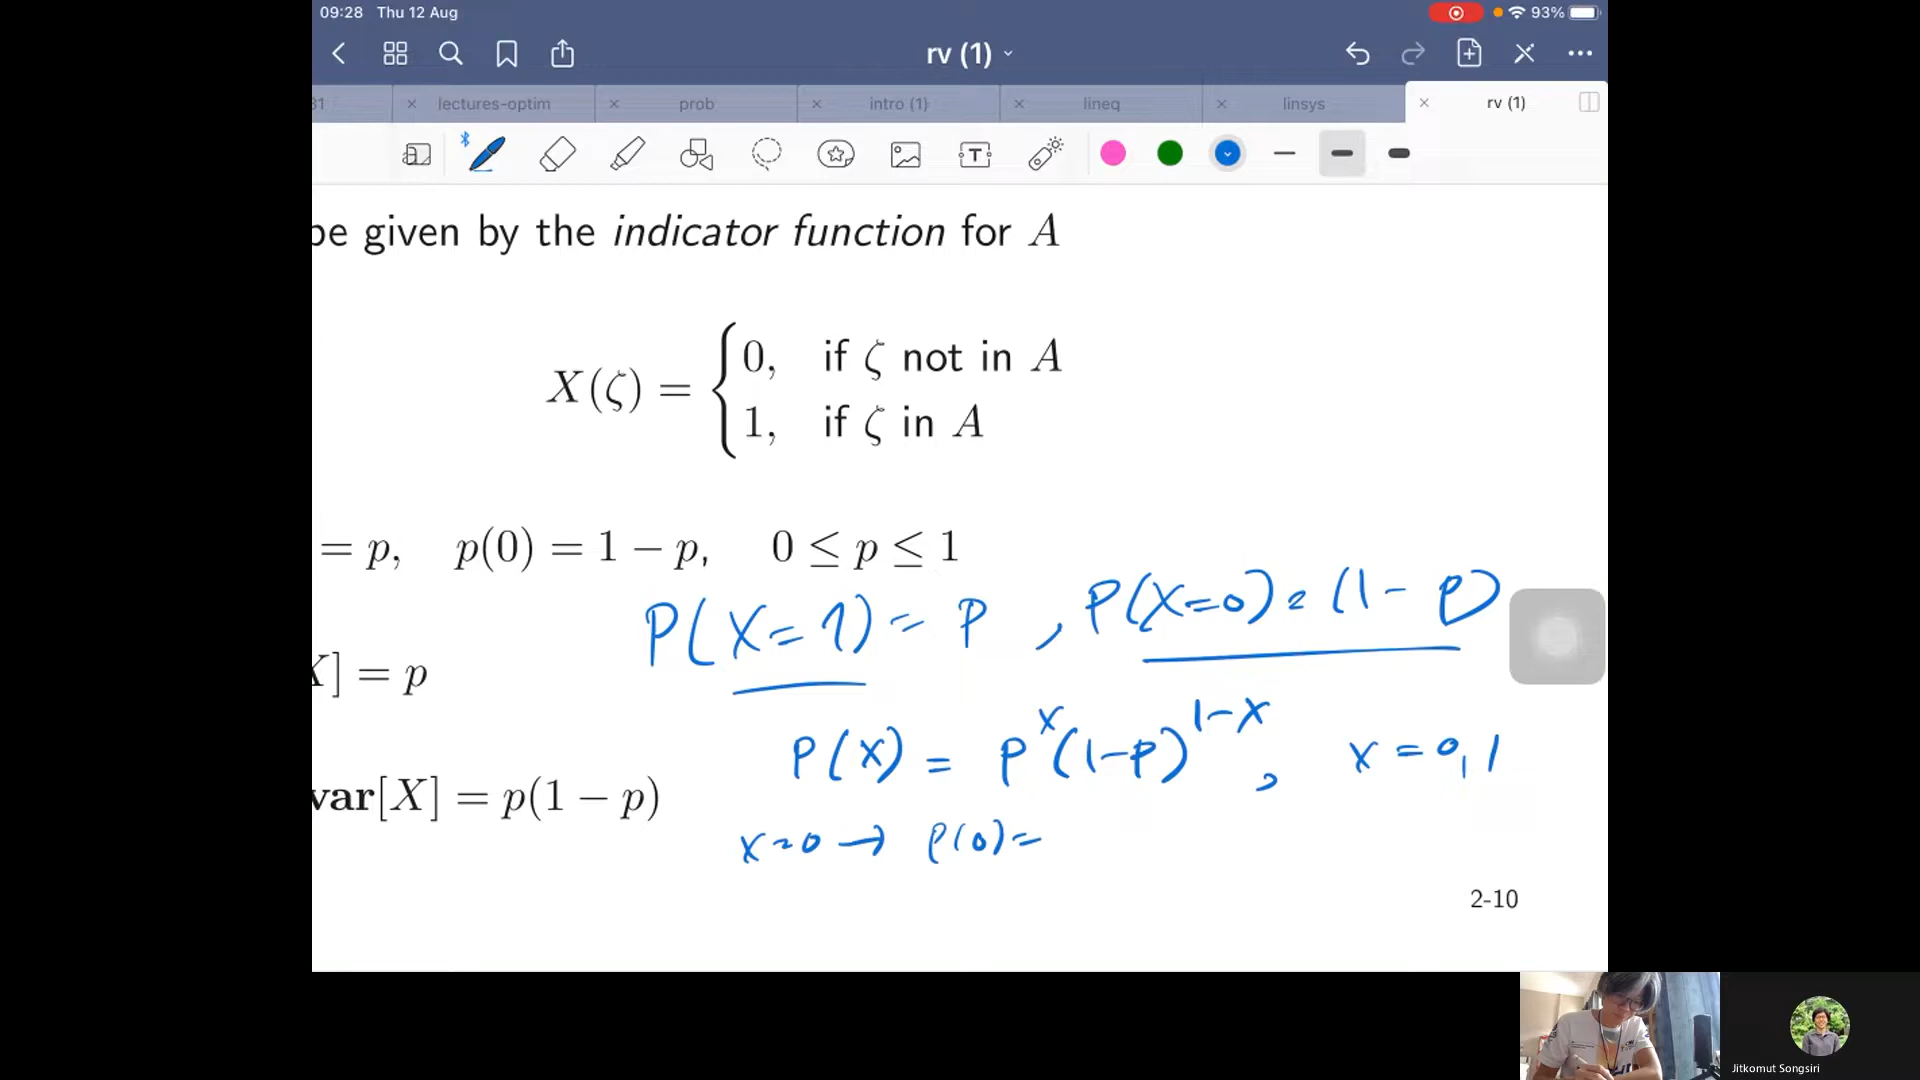 09:28 Thu 12 Aug 93%
rv (1)
31 lectures-optim prob intro (1) lineq linsys rv (1)
be given by the indicator function for A
X(ζ) = { 0, if ζ not in A
1, if ζ in A
= p, p(0) = 1 − p, 0 ≤ p ≤ 1
P(X=1) = P , P(X=0) = (1 - P)
X] = p
P(x) = P^x (1-P)^{1-x} , x = 0, 1
var[X] = p(1 − p)
x = 0 → P(0) =
2-10
Jitkomut Songsiri